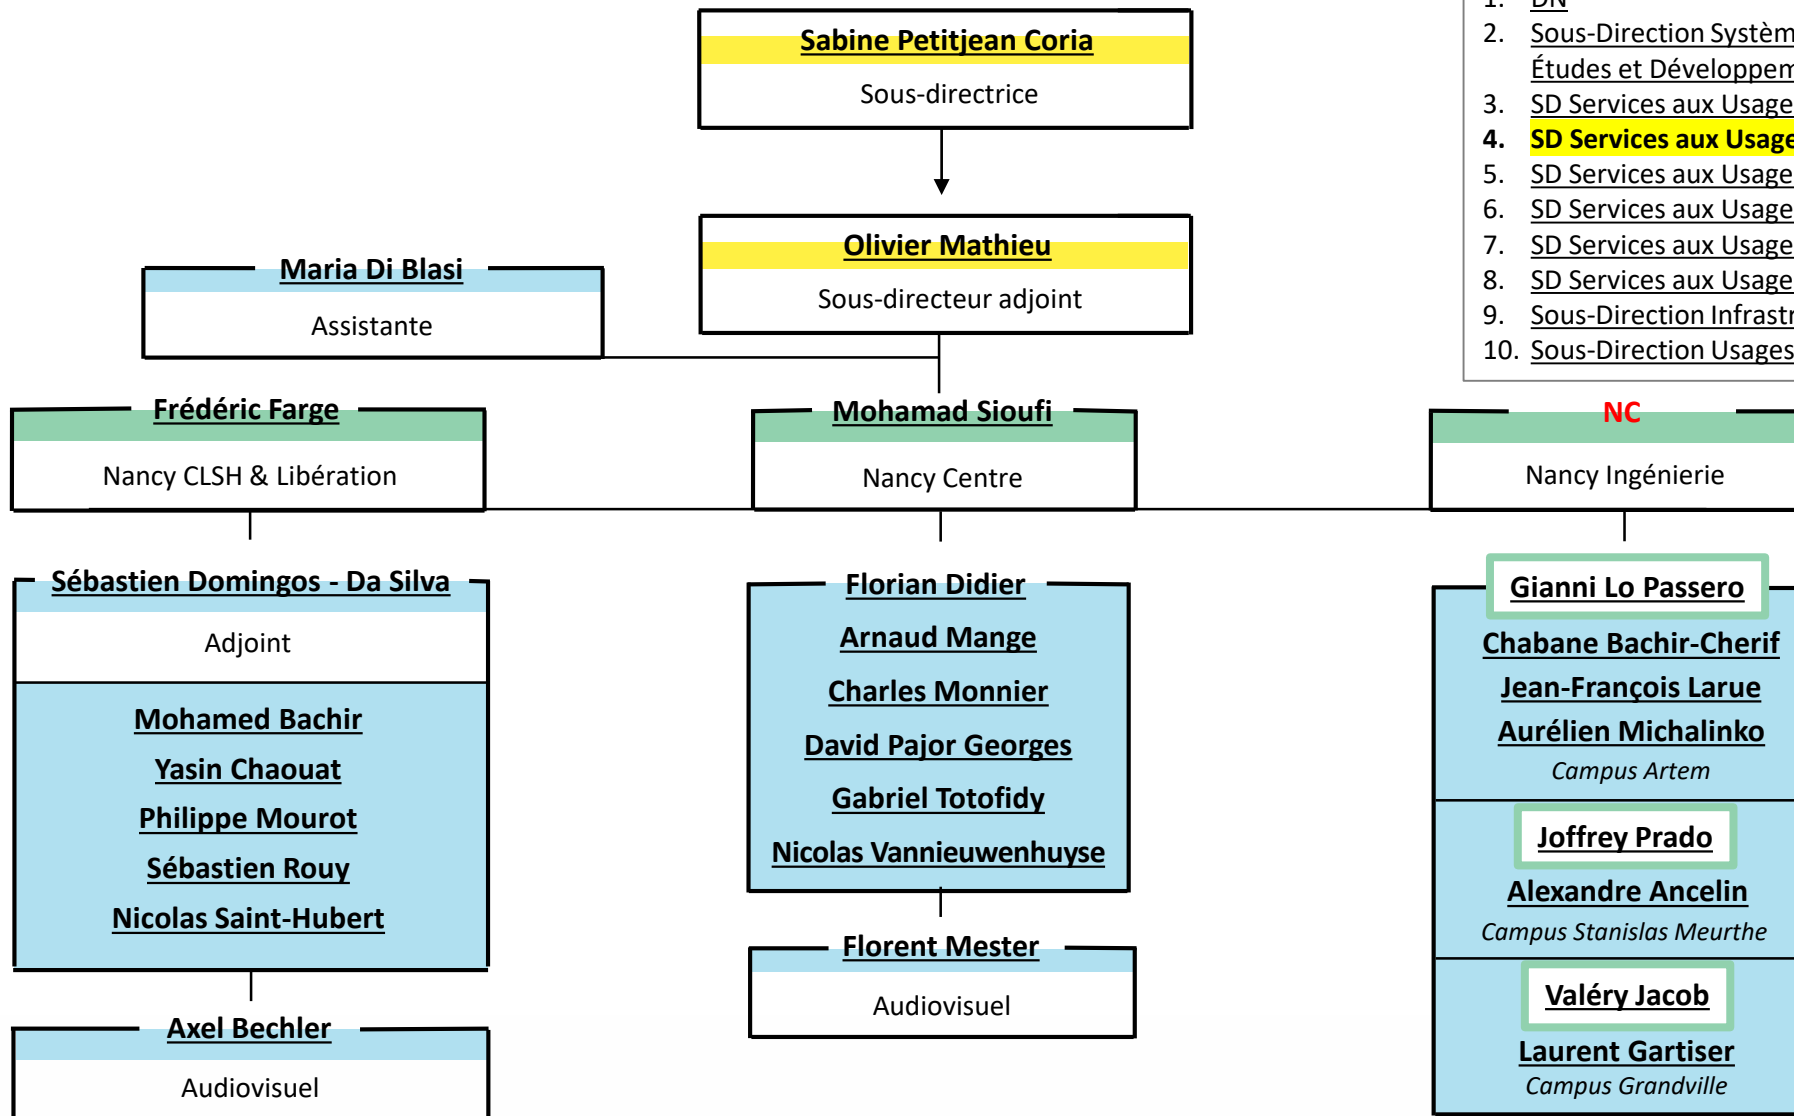 Sabine Petitjean Coria
Sous-directrice
1. DN
2. Sous-Direction Systèm
Études et Développem
3. SD Services aux Usage
4. SD Services aux Usage
5. SD Services aux Usage
6. SD Services aux Usage
7. SD Services aux Usage
8. SD Services aux Usage
9. Sous-Direction Infrastr
10. Sous-Direction Usages
Olivier Mathieu
Sous-directeur adjoint
Maria Di Blasi
Assistante
Frédéric Farge
Nancy CLSH & Libération
Mohamad Sioufi
Nancy Centre
NC
Nancy Ingénierie
Sébastien Domingos - Da Silva
Adjoint
Mohamed Bachir
Yasin Chaouat
Philippe Mourot
Sébastien Rouy
Nicolas Saint-Hubert
Axel Bechler
Audiovisuel
Florian Didier
Arnaud Mange
Charles Monnier
David Pajor Georges
Gabriel Totofidy
Nicolas Vannieuwenhuyse
Florent Mester
Audiovisuel
Gianni Lo Passero
Chabane Bachir-Cherif
Jean-François Larue
Aurélien Michalinko
Campus Artem
Joffrey Prado
Alexandre Ancelin
Campus Stanislas Meurthe
Valéry Jacob
Laurent Gartiser
Campus Grandville